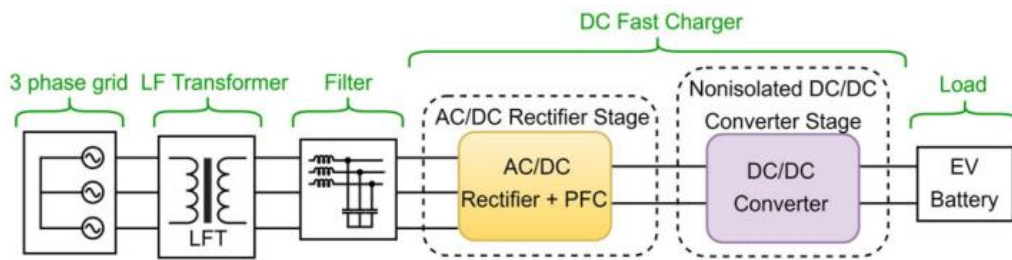 DC Fast Charger
3 phase grid
LF Transformer
Filter
Nonisolated DC/DC
Converter Stage
Load
AC/DC Rectifier Stage
LFT
AC/DC
Rectifier + PFC
DC/DC
Converter
EV
Battery